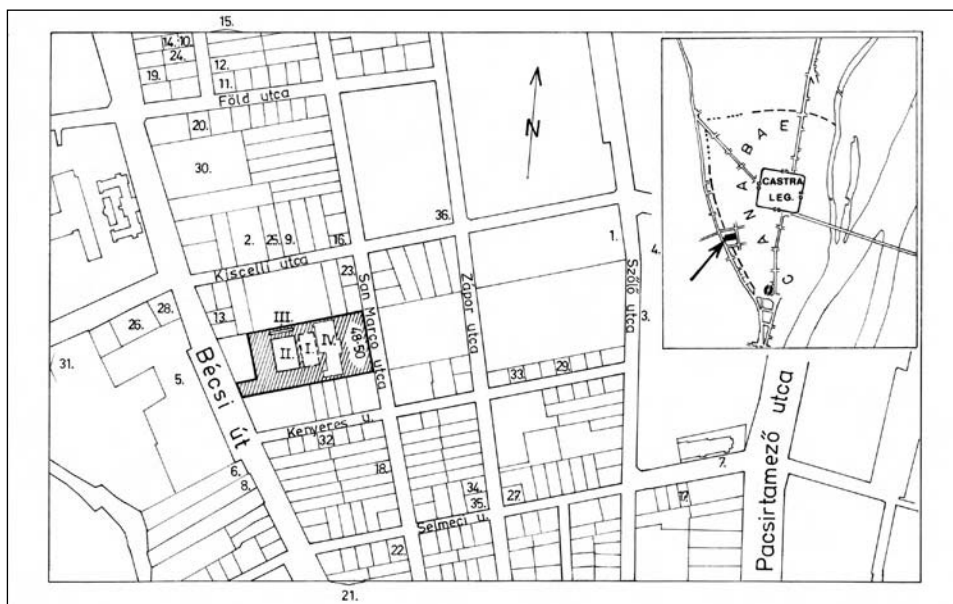 15.
14. 10.
24.
19.
12.
11.
Föld utca
20.
30.
N
CANABAE
CASTRA
LEG.
2.
25.
9.
16.
36.
1.
4.
Kiscelli utca
23.
13.
28.
26.
31.
5.
III.
II.
I.
IV.
48-50
San Marco utca
Zápor utca
Szőlő utca
3.
33.
29.
Bécsi út
Kenyeres u.
32.
18.
6.
8.
34.
35.
27.
7.
17.
Selmeci u.
22.
Pacsirtamező utca
21.